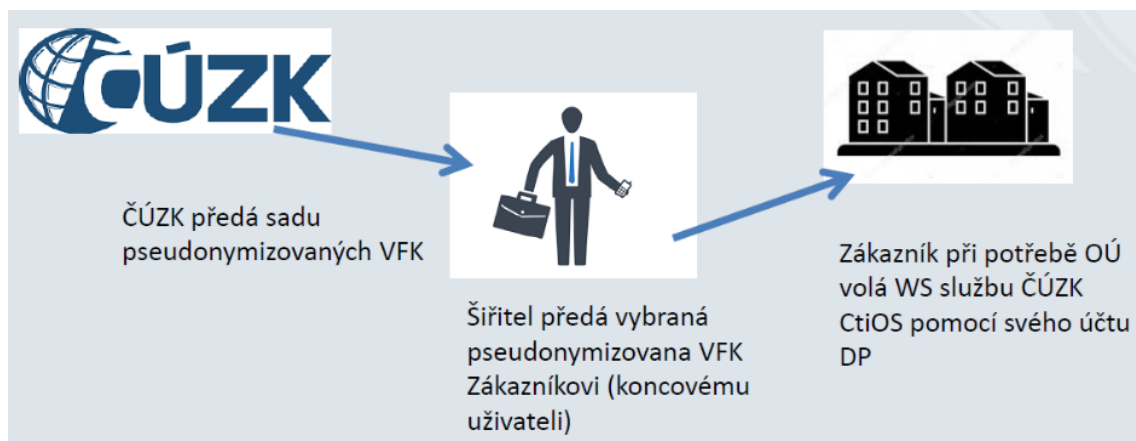 ČÚZK
ČÚZK předá sadu
pseudonymizovaných VFK
Šiřitel předá vybraná
pseudonymizovana VFK
Zákazníkovi (koncovému
uživateli)
Zákazník při potřebě OÚ
volá WS službu ČÚZK
CtiOS pomocí svého účtu
DP